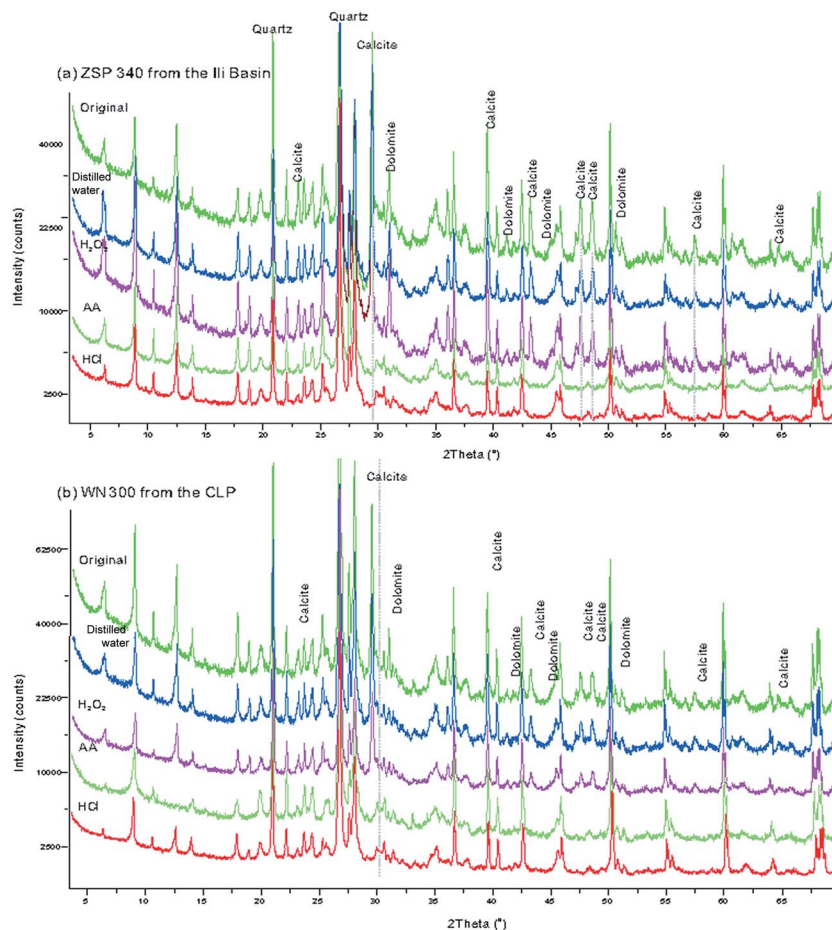 Quartz
Quartz
Calcite
(a) ZSP 340 from the Ili Basin
Original
Distilled
water
H₂O₂
AA
HCl
Calcite
Dolomite
Calcite
Dolomite
Calcite
Dolomite
Calcite
Calcite
Dolomite
Calcite
Calcite
Intensity (counts)
40000
22500
10000
2500
5 10 15 20 25 30 35 40 45 50 55 60 65
2Theta (°)
Calcite
(b) WN300 from the CLP
Original
Distilled
water
H₂O₂
AA
HCl
Calcite
Dolomite
Calcite
Dolomite
Calcite
Dolomite
Calcite
Calcite
Dolomite
Calcite
Calcite
Intensity (counts)
62500
40000
22500
10000
2500
5 10 15 20 25 30 35 40 45 50 55 60 65
2Theta (°)